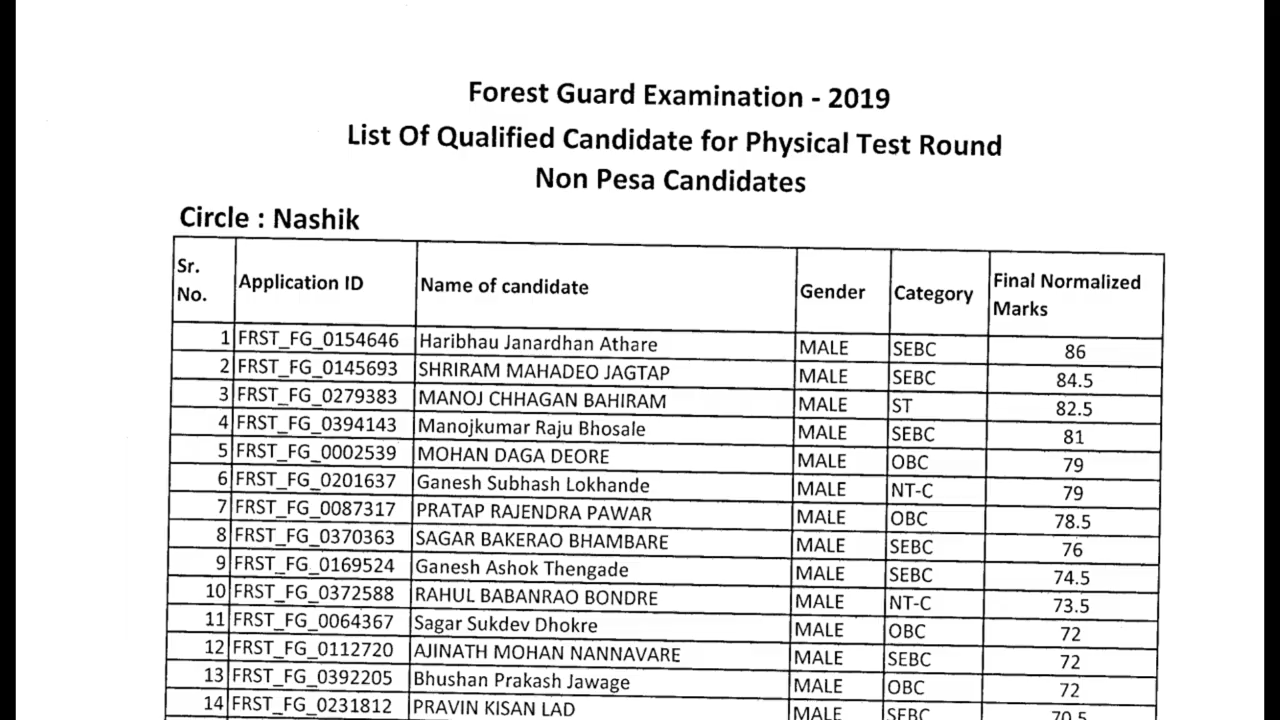 Forest Guard Examination - 2019
List Of Qualified Candidate for Physical Test Round
Non Pesa Candidates
Circle : Nashik
Sr. No. Application ID Name of candidate Gender Category Final Normalized Marks
1 FRST_FG_0154646 Haribhau Janardhan Athare MALE SEBC 86
2 FRST_FG_0145693 SHRIRAM MAHADEO JAGTAP MALE SEBC 84.5
3 FRST_FG_0279383 MANOJ CHHAGAN BAHIRAM MALE ST 82.5
4 FRST_FG_0394143 Manojkumar Raju Bhosale MALE SEBC 81
5 FRST_FG_0002539 MOHAN DAGA DEORE MALE OBC 79
6 FRST_FG_0201637 Ganesh Subhash Lokhande MALE NT-C 79
7 FRST_FG_0087317 PRATAP RAJENDRA PAWAR MALE OBC 78.5
8 FRST_FG_0370363 SAGAR BAKERAO BHAMBARE MALE SEBC 76
9 FRST_FG_0169524 Ganesh Ashok Thengade MALE SEBC 74.5
10 FRST_FG_0372588 RAHUL BABANRAO BONDRE MALE NT-C 73.5
11 FRST_FG_0064367 Sagar Sukdev Dhokre MALE OBC 72
12 FRST_FG_0112720 AJINATH MOHAN NANNAVARE MALE SEBC 72
13 FRST_FG_0392205 Bhushan Prakash Jawage MALE OBC 72
14 FRST_FG_0231812 PRAVIN KISAN LAD MALE SEBC 70.5